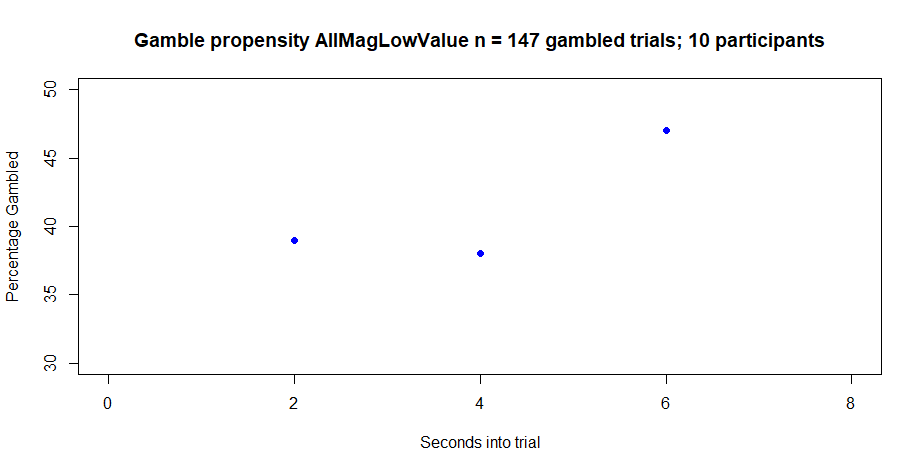 Gamble propensity AllMagLowValue n = 147 gambled trials; 10 participants
Percentage Gambled
50
45
40
35
30
0 2 4 6 8
Seconds into trial